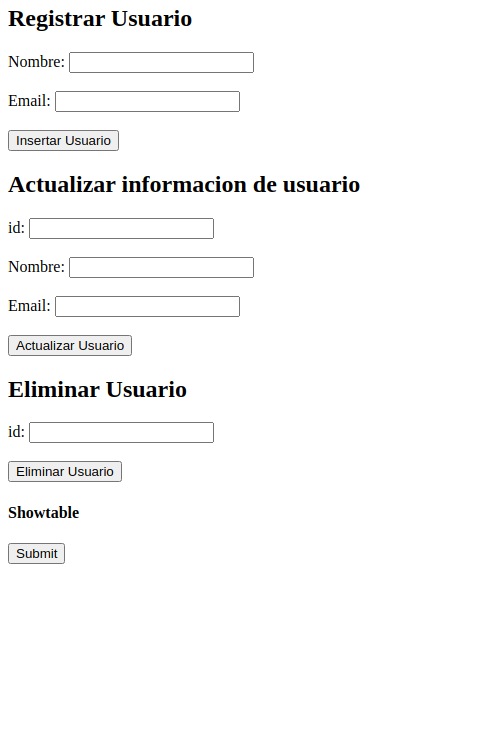 Registrar Usuario
Nombre:
Email:
Insertar Usuario
Actualizar informacion de usuario
id:
Nombre:
Email:
Actualizar Usuario
Eliminar Usuario
id:
Eliminar Usuario
Showtable
Submit